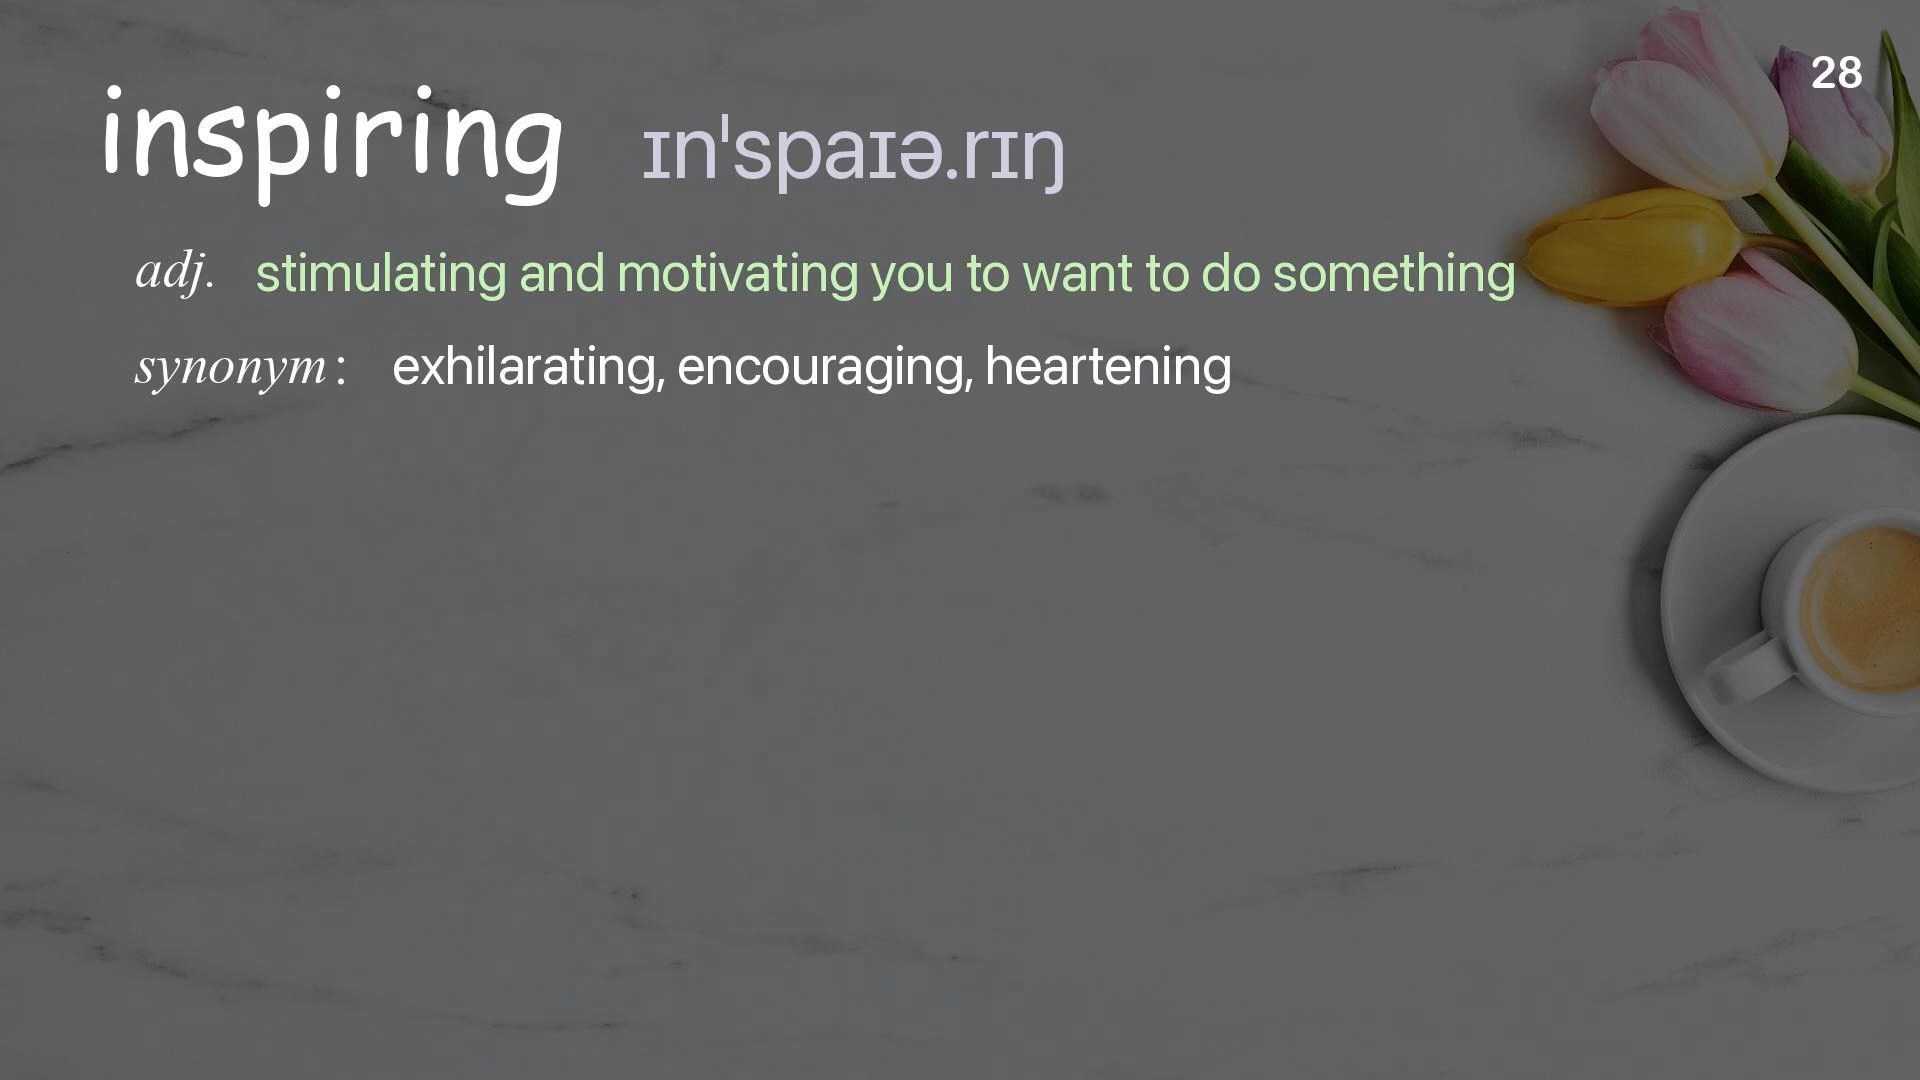 28
inspiring ɪnˈspaɪə.rɪŋ
adj. stimulating and motivating you to want to do something
synonym : exhilarating, encouraging, heartening